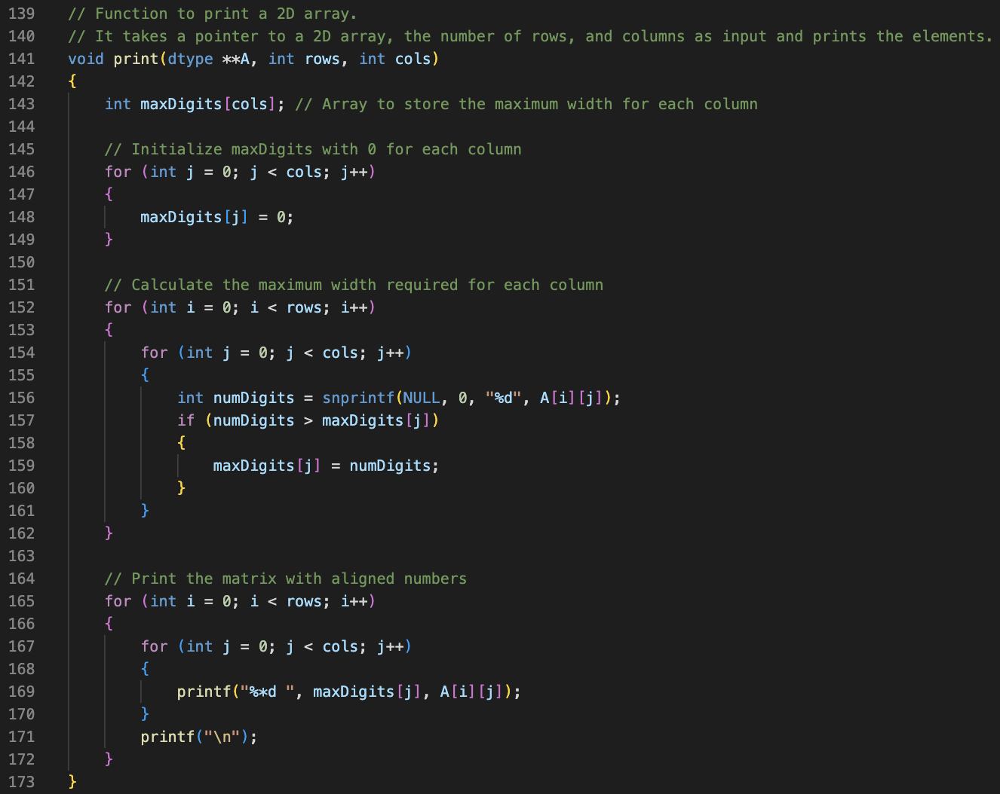 139 // Function to print a 2D array.
140 // It takes a pointer to a 2D array, the number of rows, and columns as input and prints the elements.
141 void print(dtype **A, int rows, int cols)
142 {
143     int maxDigits[cols]; // Array to store the maximum width for each column
144
145     // Initialize maxDigits with 0 for each column
146     for (int j = 0; j < cols; j++)
147     {
148         maxDigits[j] = 0;
149     }
150
151     // Calculate the maximum width required for each column
152     for (int i = 0; i < rows; i++)
153     {
154         for (int j = 0; j < cols; j++)
155         {
156             int numDigits = snprintf(NULL, 0, "%d", A[i][j]);
157             if (numDigits > maxDigits[j])
158             {
159                 maxDigits[j] = numDigits;
160             }
161         }
162     }
163
164     // Print the matrix with aligned numbers
165     for (int i = 0; i < rows; i++)
166     {
167         for (int j = 0; j < cols; j++)
168         {
169             printf("%*d ", maxDigits[j], A[i][j]);
170         }
171         printf("\n");
172     }
173 }